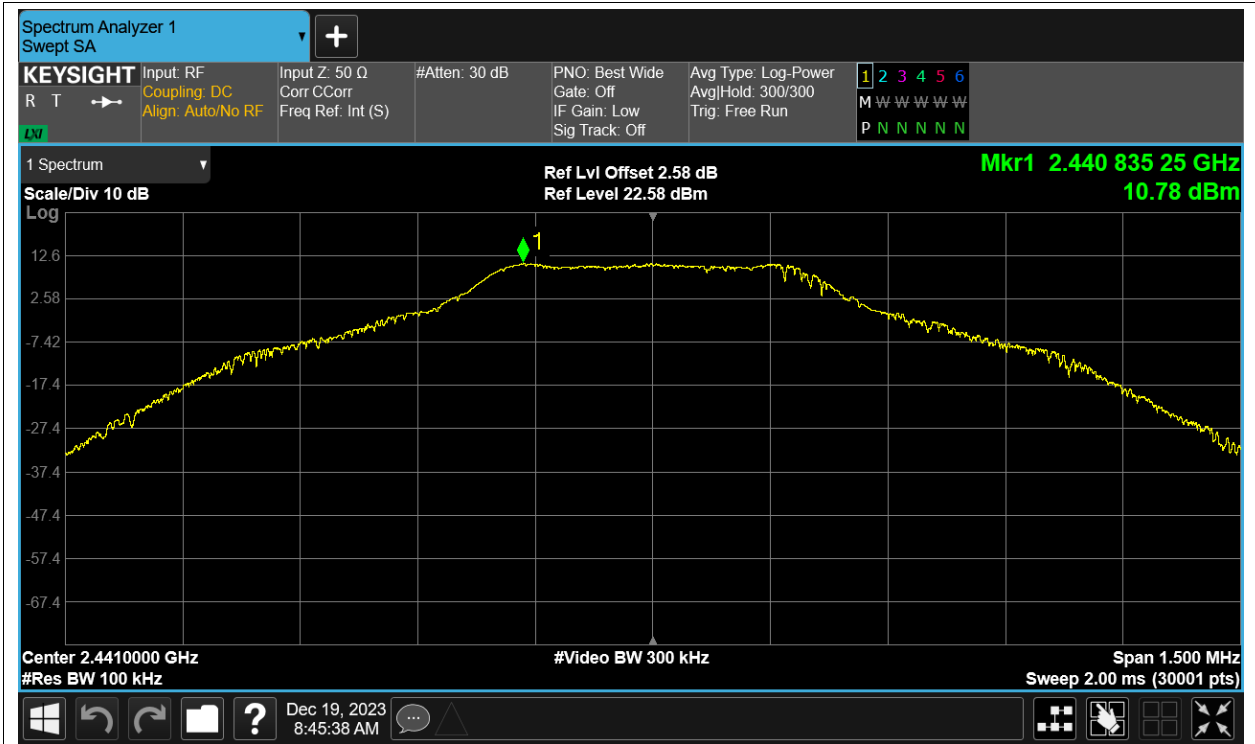 Spectrum Analyzer 1
Swept SA
KEYSIGHT
R T
LXI
Input: RF
Coupling: DC
Align: Auto/No RF
Input Z: 50 Ω
Corr CCorr
Freq Ref: Int (S)
#Atten: 30 dB
PNO: Best Wide
Gate: Off
IF Gain: Low
Sig Track: Off
Avg Type: Log-Power
Avg|Hold: 300/300
Trig: Free Run
1 2 3 4 5 6
M W W W W W W
P N N N N N N
1 Spectrum
Scale/Div 10 dB
Log
Ref Lvl Offset 2.58 dB
Ref Level 22.58 dBm
Mkr1 2.440 835 25 GHz
10.78 dBm
1
12.6
2.58
-7.42
-17.4
-27.4
-37.4
-47.4
-57.4
-67.4
Center 2.4410000 GHz
#Res BW 100 kHz
#Video BW 300 kHz
Span 1.500 MHz
Sweep 2.00 ms (30001 pts)
?
Dec 19, 2023
8:45:38 AM